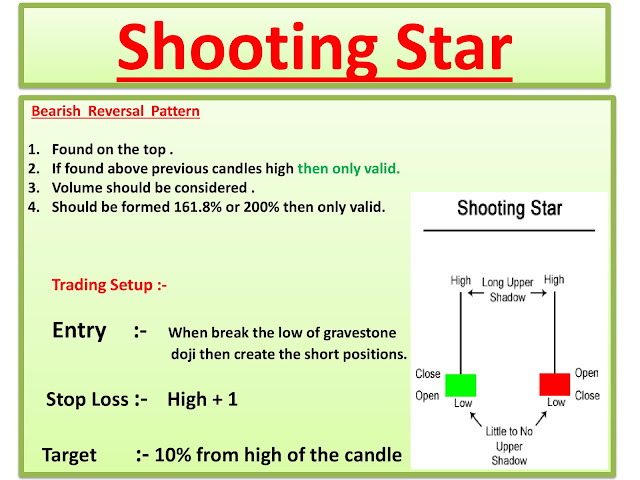 Shooting Star
Bearish Reversal Pattern
1. Found on the top .
2. If found above previous candles high then only valid.
3. Volume should be considered .
4. Should be formed 161.8% or 200% then only valid.
Trading Setup :-
Entry :- When break the low of gravestone
doji then create the short positions.
Stop Loss :- High + 1
Target :- 10% from high of the candle
Shooting Star
High Long Upper High
Shadow
Close Open
Open Low Low Close
Little to No
Upper
Shadow